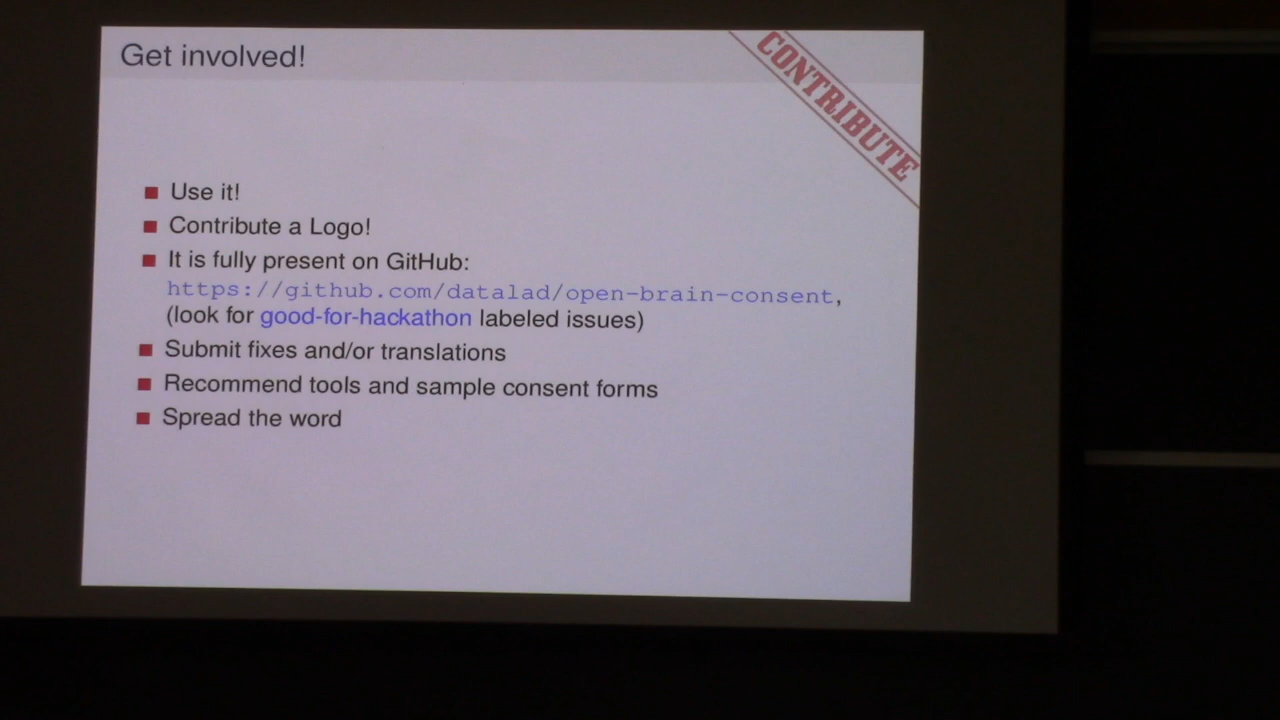 Get involved!
CONTRIBUTE
Use it!
Contribute a Logo!
It is fully present on GitHub:
https://github.com/datalad/open-brain-consent,
(look for good-for-hackathon labeled issues)
Submit fixes and/or translations
Recommend tools and sample consent forms
Spread the word